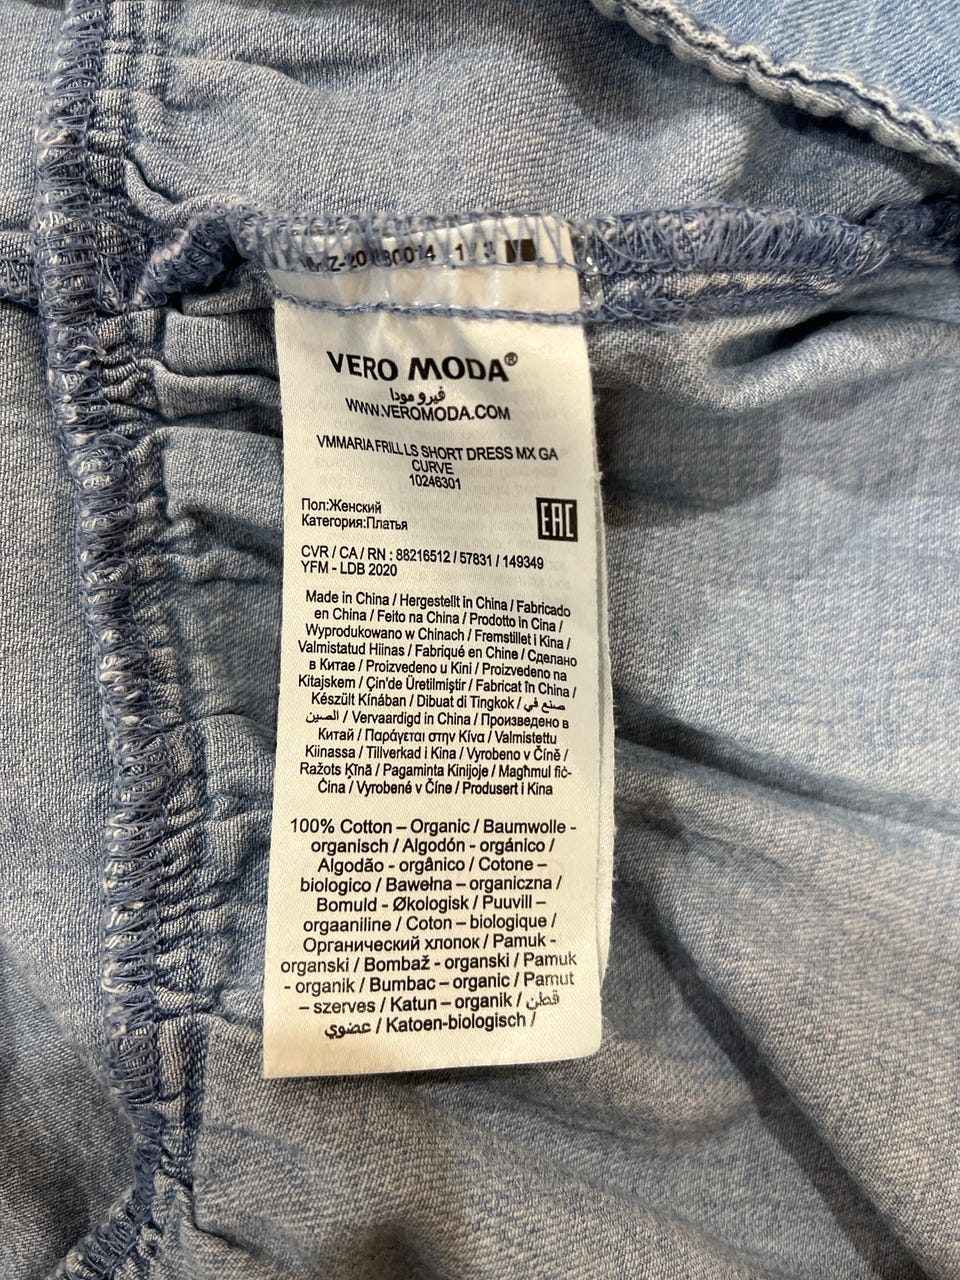 VERO MODA®
فيرو مودا
WWW.VEROMODA.COM
VMMARIA FRILL LS SHORT DRESS MX GA
CURVE
10246301
Пол:Женский
Категория:Платья
EAC
CVR / CA / RN : 88216512 / 57831 / 149349
YFM - LDB 2020
Made in China / Hergestellt in China / Fabricado
en China / Feito na China / Prodotto in Cina /
Wyprodukowano w Chinach / Fremstillet i Kina /
Valmistatud Hiinas / Fabriqué en Chine / Сделано
в Китае / Proizvedeno u Kini / Proizvedeno na
Kitajskem / Çin'de Üretilmiştir / Fabricat în China /
Készült Kínában / Dibuat di Tingkok / صنع في
الصين / Vervaardigd in China / Произведено в
Китай / Παράγεται στην Κίνα / Valmistettu
Kiinassa / Tillverkad i Kina / Vyrobeno v Číně /
Ražots Ķīnā / Pagaminta Kinijoje / Magħmul fiċ-
Ċina / Vyrobené v Číne / Produsert i Kina
100% Cotton – Organic / Baumwolle -
organisch / Algodón - orgánico /
Algodão - orgânico / Cotone –
biologico / Bawełna – organiczna /
Bomuld - Økologisk / Puuvill –
orgaaniline / Coton – biologique /
Органический хлопок / Pamuk -
organski / Bombaž - organski / Pamuk
- organik / Bumbac – organic / Pamut
– szerves / Katun – organik / قطن
عضوي / Katoen-biologisch /